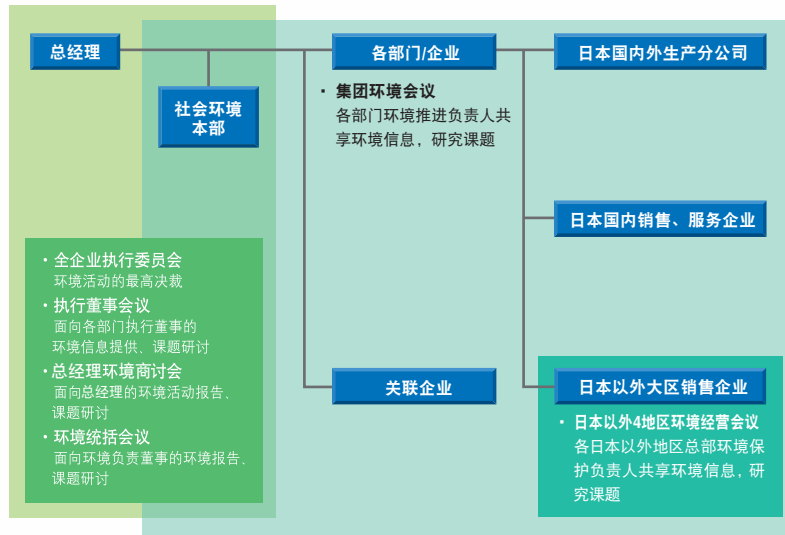 总经理
各部门/企业
日本国内外生产分公司
社会环境
本部
· 集团环境会议
各部门环境推进负责人共
享环境信息，研究课题
日本国内销售、服务企业
· 全企业执行委员会
环境活动的最高决裁
· 执行董事会议
面向各部门执行董事的
环境信息提供、课题研讨
· 总经理环境商讨会
面向总经理的环境活动报告、
课题研讨
· 环境统括会议
面向环境负责董事的环境报告、
课题研讨
关联企业
日本以外大区销售企业
· 日本以外4地区环境经营会议
各日本以外地区总部环境保
护负责人共享环境信息，研
究课题